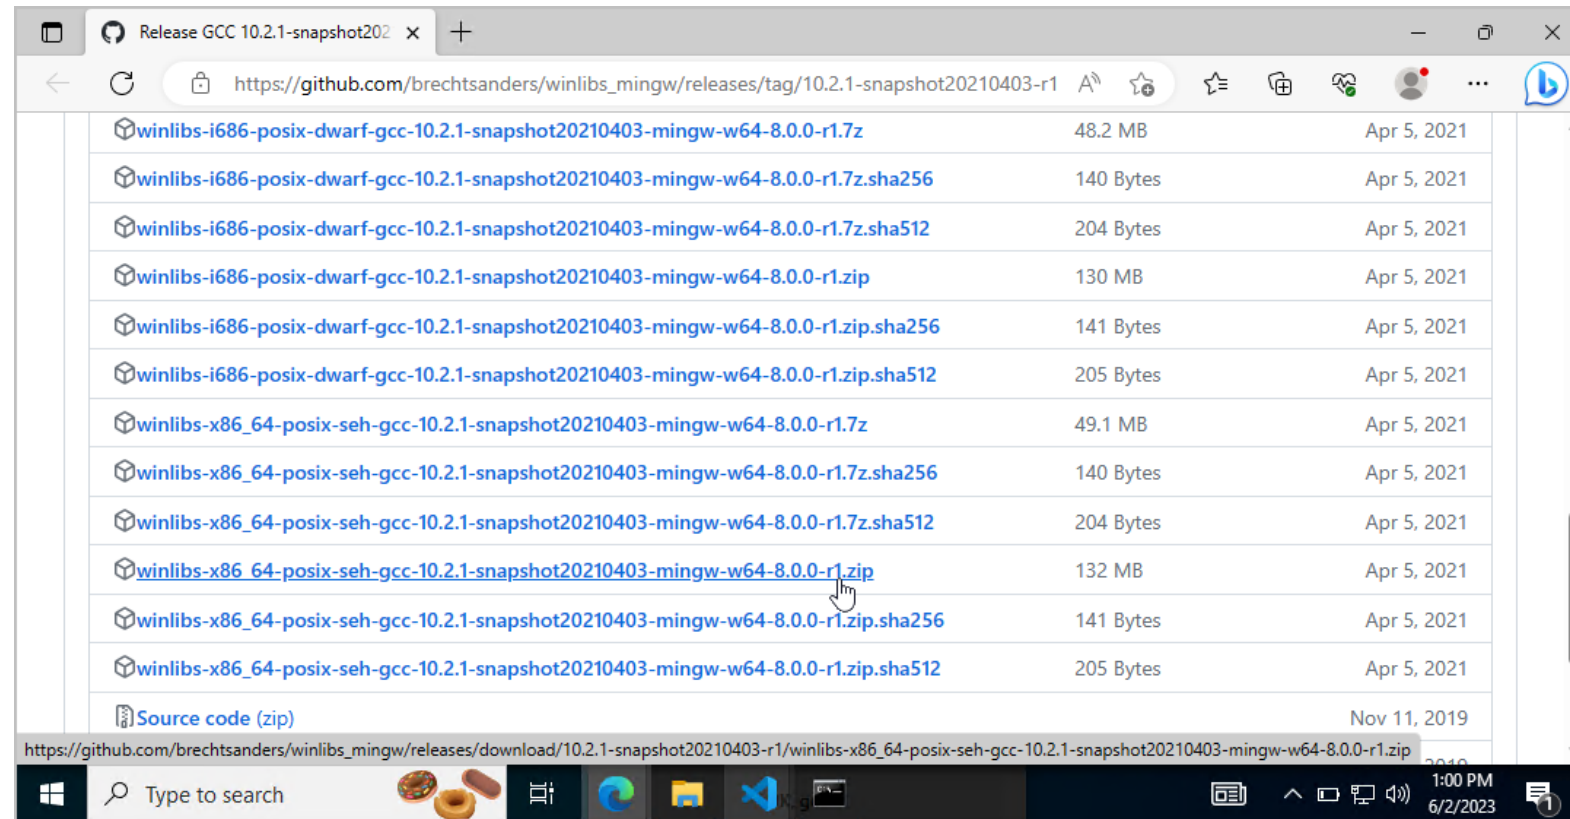 Release GCC 10.2.1-snapshot202
https://github.com/brechtsanders/winlibs_mingw/releases/tag/10.2.1-snapshot20210403-r1
winlibs-i686-posix-dwarf-gcc-10.2.1-snapshot20210403-mingw-w64-8.0.0-r1.7z 48.2 MB Apr 5, 2021
winlibs-i686-posix-dwarf-gcc-10.2.1-snapshot20210403-mingw-w64-8.0.0-r1.7z.sha256 140 Bytes Apr 5, 2021
winlibs-i686-posix-dwarf-gcc-10.2.1-snapshot20210403-mingw-w64-8.0.0-r1.7z.sha512 204 Bytes Apr 5, 2021
winlibs-i686-posix-dwarf-gcc-10.2.1-snapshot20210403-mingw-w64-8.0.0-r1.zip 130 MB Apr 5, 2021
winlibs-i686-posix-dwarf-gcc-10.2.1-snapshot20210403-mingw-w64-8.0.0-r1.zip.sha256 141 Bytes Apr 5, 2021
winlibs-i686-posix-dwarf-gcc-10.2.1-snapshot20210403-mingw-w64-8.0.0-r1.zip.sha512 205 Bytes Apr 5, 2021
winlibs-x86_64-posix-seh-gcc-10.2.1-snapshot20210403-mingw-w64-8.0.0-r1.7z 49.1 MB Apr 5, 2021
winlibs-x86_64-posix-seh-gcc-10.2.1-snapshot20210403-mingw-w64-8.0.0-r1.7z.sha256 140 Bytes Apr 5, 2021
winlibs-x86_64-posix-seh-gcc-10.2.1-snapshot20210403-mingw-w64-8.0.0-r1.7z.sha512 204 Bytes Apr 5, 2021
winlibs-x86_64-posix-seh-gcc-10.2.1-snapshot20210403-mingw-w64-8.0.0-r1.zip 132 MB Apr 5, 2021
winlibs-x86_64-posix-seh-gcc-10.2.1-snapshot20210403-mingw-w64-8.0.0-r1.zip.sha256 141 Bytes Apr 5, 2021
winlibs-x86_64-posix-seh-gcc-10.2.1-snapshot20210403-mingw-w64-8.0.0-r1.zip.sha512 205 Bytes Apr 5, 2021
Source code (zip) Nov 11, 2019
https://github.com/brechtsanders/winlibs_mingw/releases/download/10.2.1-snapshot20210403-r1/winlibs-x86_64-posix-seh-gcc-10.2.1-snapshot20210403-mingw-w64-8.0.0-r1.zip
Type to search
1:00 PM
6/2/2023
1